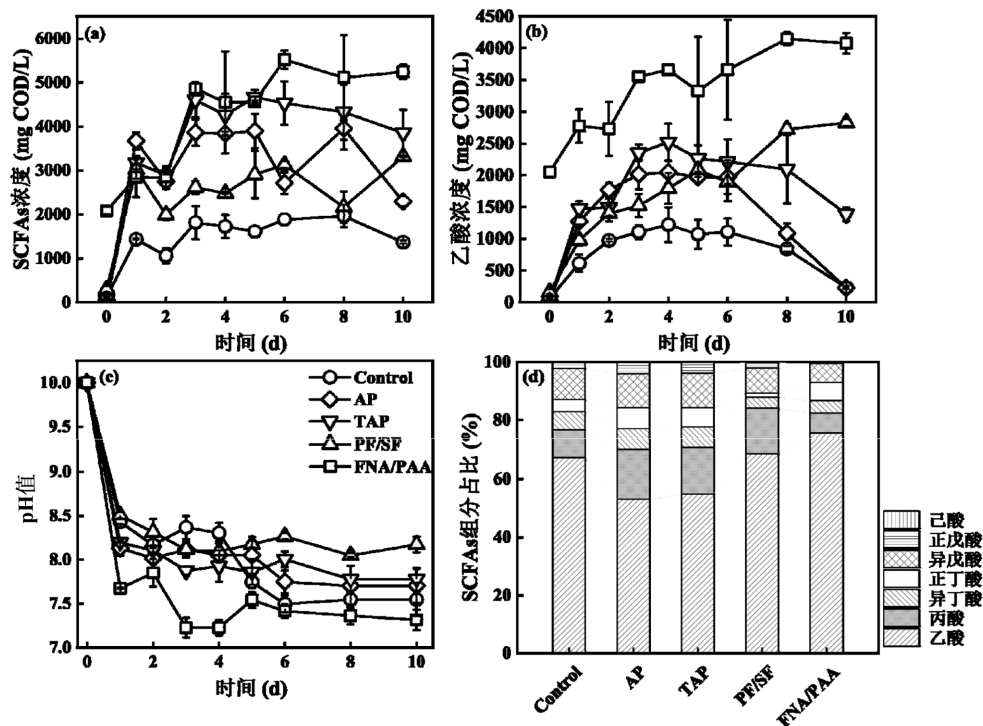 (a)
SCFAs浓度 (mg COD/L)
6000
5000
4000
3000
2000
1000
0
0 2 4 6 8 10
时间 (d)
(b)
乙酸浓度 (mg COD/L)
4500
4000
3500
3000
2500
2000
1500
1000
500
0
0 2 4 6 8 10
时间 (d)
(c)
pH值
10.0
9.5
9.0
8.5
8.0
7.5
7.0
0 2 4 6 8 10
时间 (d)
Control
AP
TAP
PF/SF
FNA/PAA
(d)
SCFAs组分占比 (%)
100
80
60
40
20
0
Control AP TAP PF/SF FNA/PAA
己酸
正戊酸
异戊酸
正丁酸
异丁酸
丙酸
乙酸